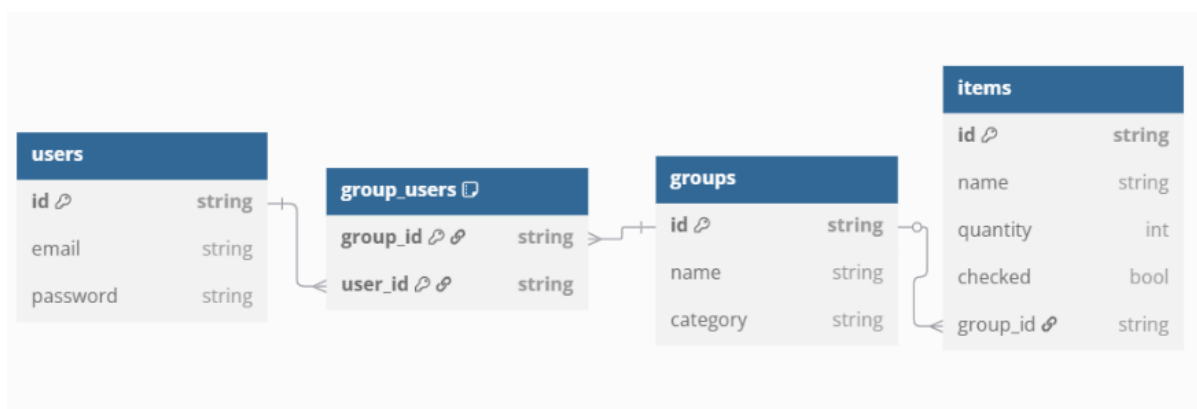 users
id string
email string
password string
group_users
group_id string
user_id string
groups
id string
name string
category string
items
id string
name string
quantity int
checked bool
group_id string